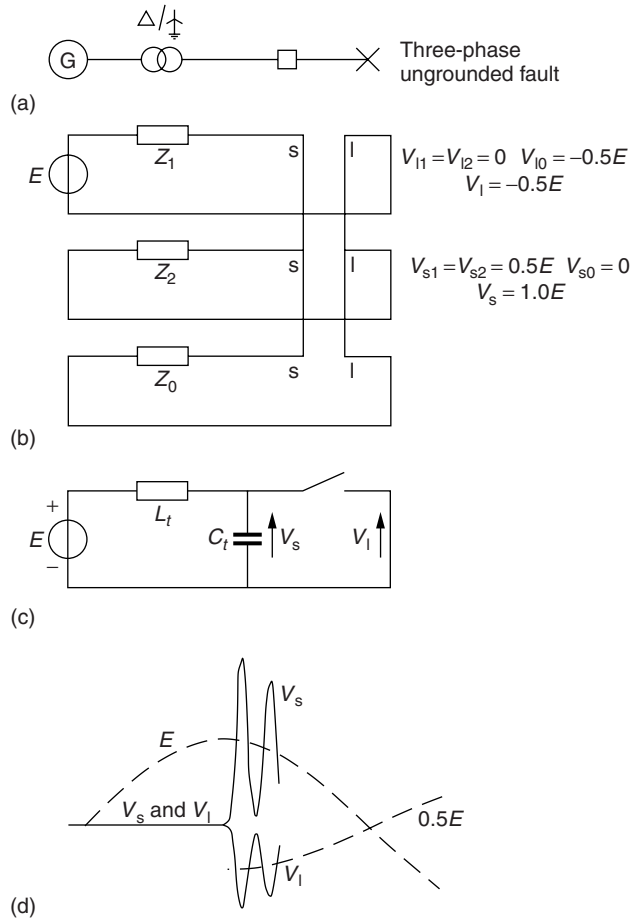 Δ/
G
Three-phase
ungrounded fault
(a)
E
Z1
s
l
Vl1 = Vl2 = 0 Vl0 = −0.5E
Vl = −0.5E
Z2
s
l
Vs1 = Vs2 = 0.5E Vs0 = 0
Vs = 1.0E
Z0
s
l
(b)
+
E
−
Lt
Ct
Vs
Vl
(c)
E
Vs
Vs and Vl
0.5E
Vl
(d)